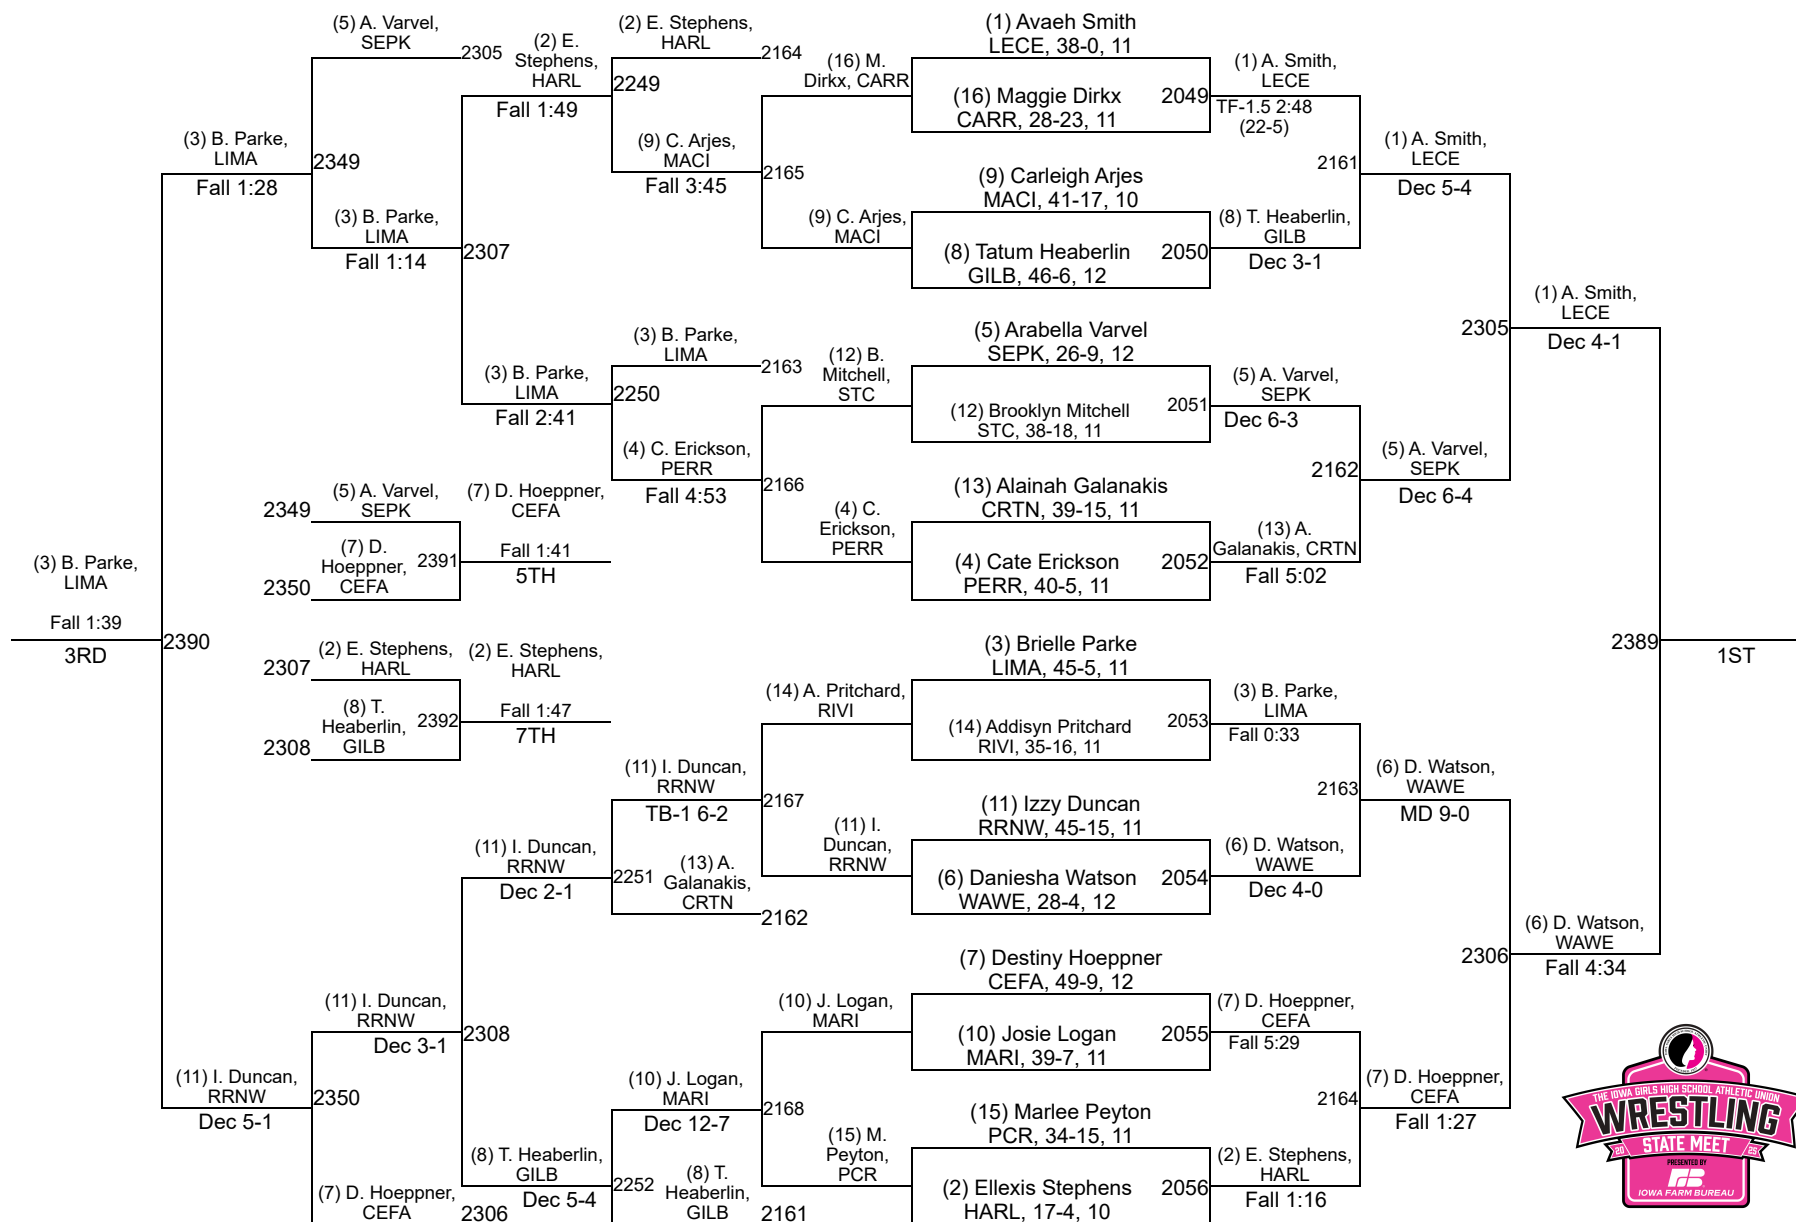 (5) A. Varvel,
SEPK
2305
(2) E.
Stephens,
HARL
Fall 1:49
(2) E. Stephens,
HARL
2164
2249
(9) C. Arjes,
MACI
Fall 3:45
2165
(16) M.
Dirkx, CARR
(9) C. Arjes,
MACI
(1) Avaeh Smith
LECE, 38-0, 11
(16) Maggie Dirkx
CARR, 28-23, 11
2049
(1) A. Smith,
LECE
TF-1.5 2:48
(22-5)
(9) Carleigh Arjes
MACI, 41-17, 10
(8) Tatum Heaberlin
GILB, 46-6, 12
2050
(8) T. Heaberlin,
GILB
Dec 3-1
2161
(1) A. Smith,
LECE
Dec 5-4
(3) B. Parke,
LIMA
Fall 1:28
2349
(3) B. Parke,
LIMA
Fall 1:14
2307
(3) B. Parke,
LIMA
Fall 2:41
(3) B. Parke,
LIMA
2163
2250
(4) C. Erickson,
PERR
Fall 4:53
2166
(12) B.
Mitchell,
STC
(4) C.
Erickson,
PERR
(5) Arabella Varvel
SEPK, 26-9, 12
(12) Brooklyn Mitchell
STC, 38-18, 11
2051
(5) A. Varvel,
SEPK
Dec 6-3
(13) Alainah Galanakis
CRTN, 39-15, 11
(4) Cate Erickson
PERR, 40-5, 11
2052
(13) A.
Galanakis, CRTN
Fall 5:02
2162
(5) A. Varvel,
SEPK
Dec 6-4
2305
(1) A. Smith,
LECE
Dec 4-1
2349
(5) A. Varvel,
SEPK
(7) D. Hoeppner,
CEFA
2350
(7) D.
Hoeppner,
CEFA
2391
Fall 1:41
5TH
(3) B. Parke,
LIMA
Fall 1:39
3RD
2390
2307
(2) E. Stephens,
HARL
(2) E. Stephens,
HARL
2308
(8) T.
Heaberlin,
GILB
2392
Fall 1:47
7TH
2389
1ST
(14) A. Pritchard,
RIVI
(3) Brielle Parke
LIMA, 45-5, 11
(14) Addisyn Pritchard
RIVI, 35-16, 11
2053
(3) B. Parke,
LIMA
Fall 0:33
(11) I. Duncan,
RRNW
TB-1 6-2
2167
(11) I.
Duncan,
RRNW
(11) Izzy Duncan
RRNW, 45-15, 11
(6) Daniesha Watson
WAWE, 28-4, 12
2054
(6) D. Watson,
WAWE
Dec 4-0
2163
(6) D. Watson,
WAWE
MD 9-0
(11) I. Duncan,
RRNW
Dec 2-1
2251
(13) A.
Galanakis,
CRTN
2162
2306
(6) D. Watson,
WAWE
Fall 4:34
(11) I. Duncan,
RRNW
Dec 3-1
2308
(10) J. Logan,
MARI
(7) Destiny Hoeppner
CEFA, 49-9, 12
(10) Josie Logan
MARI, 39-7, 11
2055
(7) D. Hoeppner,
CEFA
Fall 5:29
(11) I. Duncan,
RRNW
Dec 5-1
2350
(10) J. Logan,
MARI
Dec 12-7
2168
(15) M.
Peyton,
PCR
(15) Marlee Peyton
PCR, 34-15, 11
(2) Ellexis Stephens
HARL, 17-4, 10
2056
(2) E. Stephens,
HARL
Fall 1:16
2164
(7) D. Hoeppner,
CEFA
Fall 1:27
(8) T. Heaberlin,
GILB
Dec 5-4
2252
(8) T.
Heaberlin,
GILB
2161
(7) D. Hoeppner,
CEFA
2306
THE IOWA GIRLS HIGH SCHOOL ATHLETIC UNION
WRESTLING
20 STATE MEET 25
PRESENTED BY
FB
IOWA FARM BUREAU